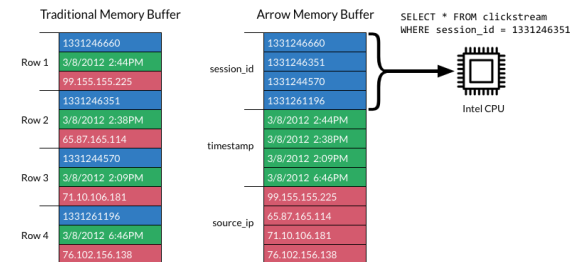 Traditional Memory Buffer
Row 1
1331246660
3/8/2012 2:44PM
99.155.155.225
Row 2
1331246351
3/8/2012 2:38PM
65.87.165.114
Row 3
1331244570
3/8/2012 2:09PM
71.10.106.181
Row 4
1331261196
3/8/2012 6:46PM
76.102.156.138
Arrow Memory Buffer
session_id
1331246660
1331246351
1331244570
1331261196
timestamp
3/8/2012 2:44PM
3/8/2012 2:38PM
3/8/2012 2:09PM
3/8/2012 6:46PM
source_ip
99.155.155.225
65.87.165.114
71.10.106.181
76.102.156.138
SELECT * FROM clickstream
WHERE session_id = 1331246351
Intel CPU